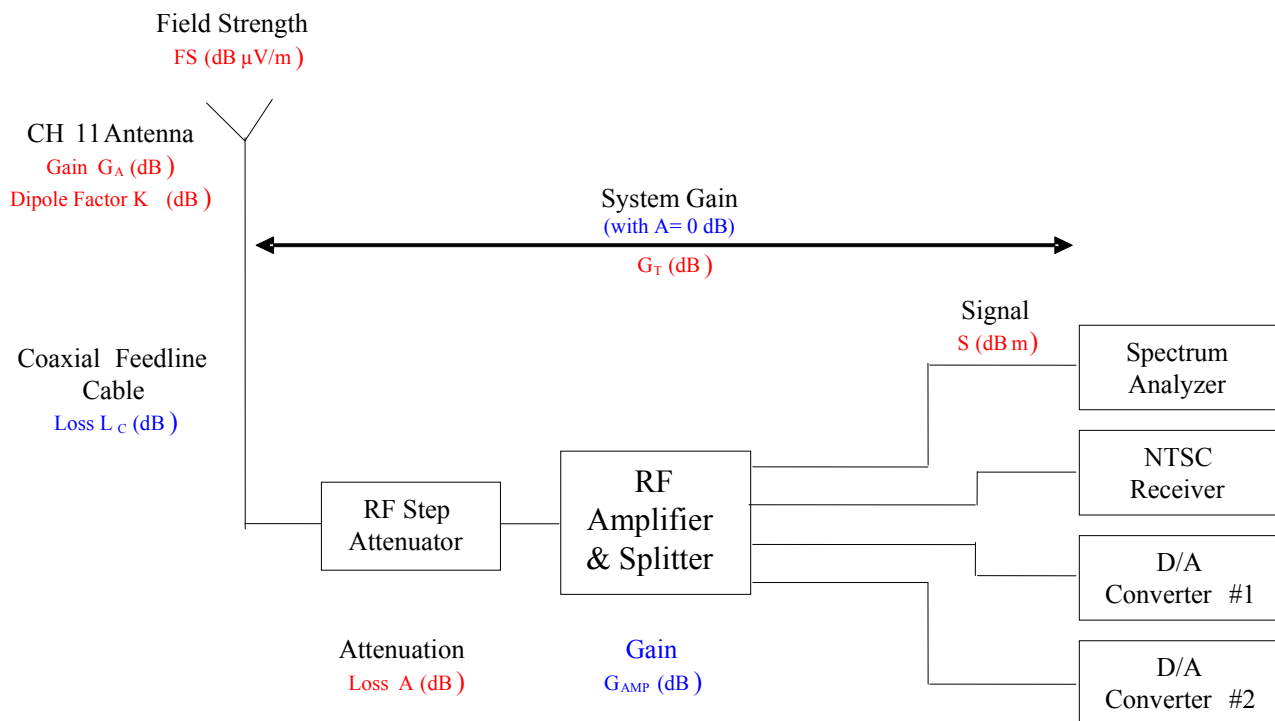 Field Strength
FS (dB µV/m)
CH 11 Antenna
Gain G_A (dB)
Dipole Factor K (dB)
System Gain
(with A= 0 dB)
G_T (dB)
Signal
S (dB m)
Coaxial Feedline
Cable
Loss L_C (dB)
Spectrum
Analyzer
NTSC
Receiver
RF Step
Attenuator
RF
Amplifier
& Splitter
D/A
Converter #1
Attenuation
Loss A (dB)
Gain
G_AMP (dB)
D/A
Converter #2